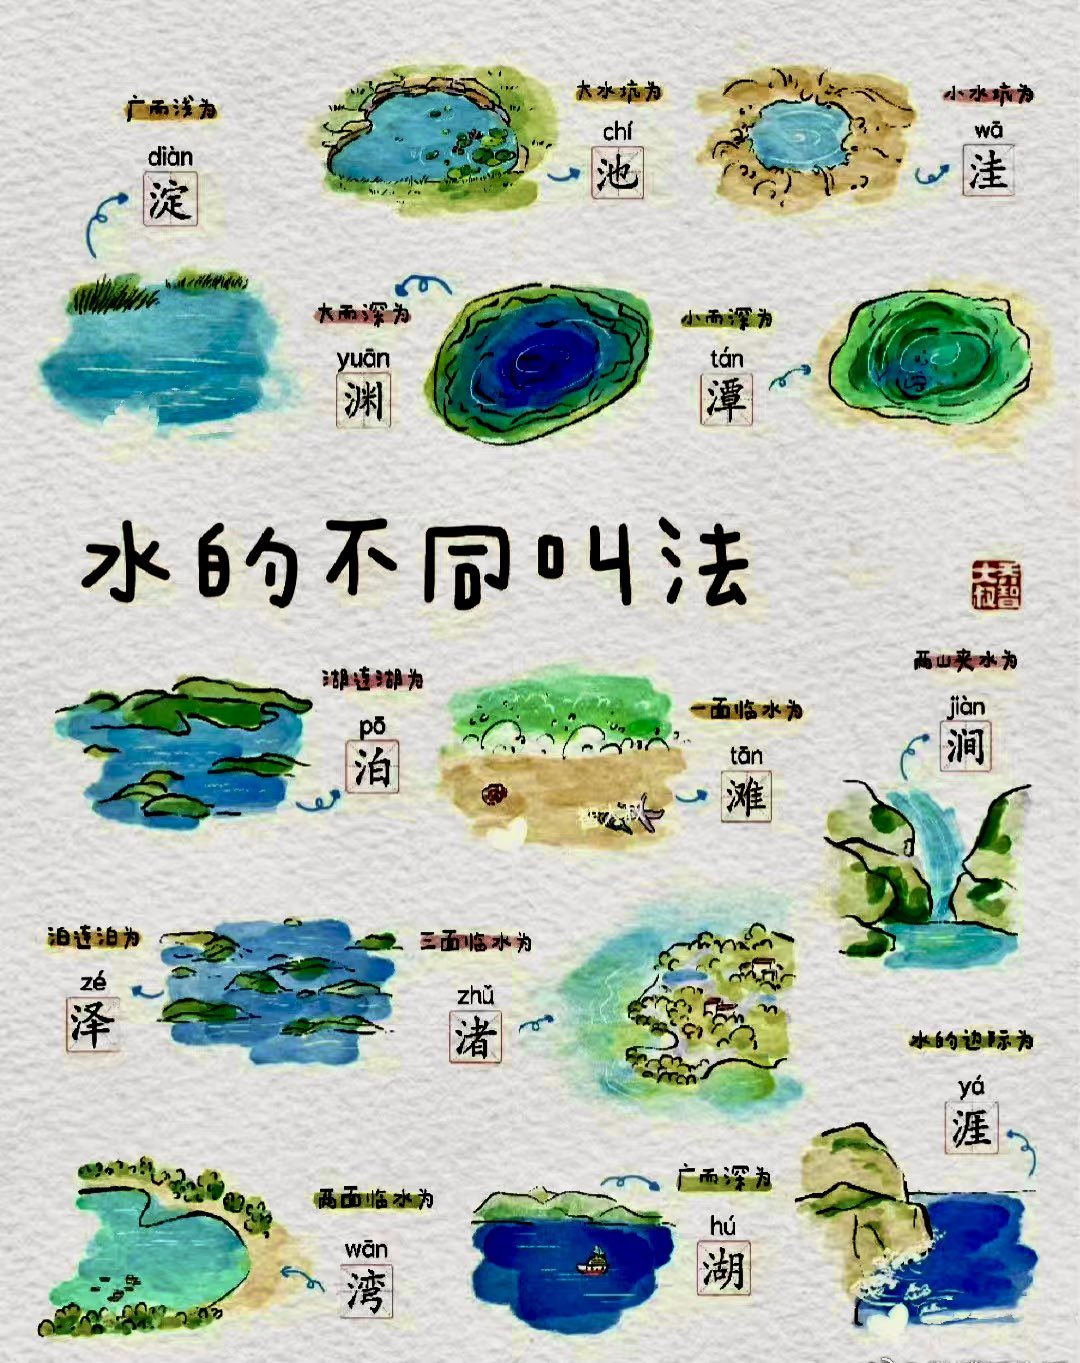 广而浅为
diàn
淀
大水坑为
chí
池
小水坑为
wā
洼
大而深为
yuān
渊
小而深为
tán
潭
水的不同叫法
大叔
乔智
湖连湖为
pō
泊
一面临水为
tān
滩
两山夹水为
jiàn
涧
泊连泊为
zé
泽
三面临水为
zhǔ
渚
水的边际为
yá
涯
两面临水为
wān
湾
广而深为
hú
湖